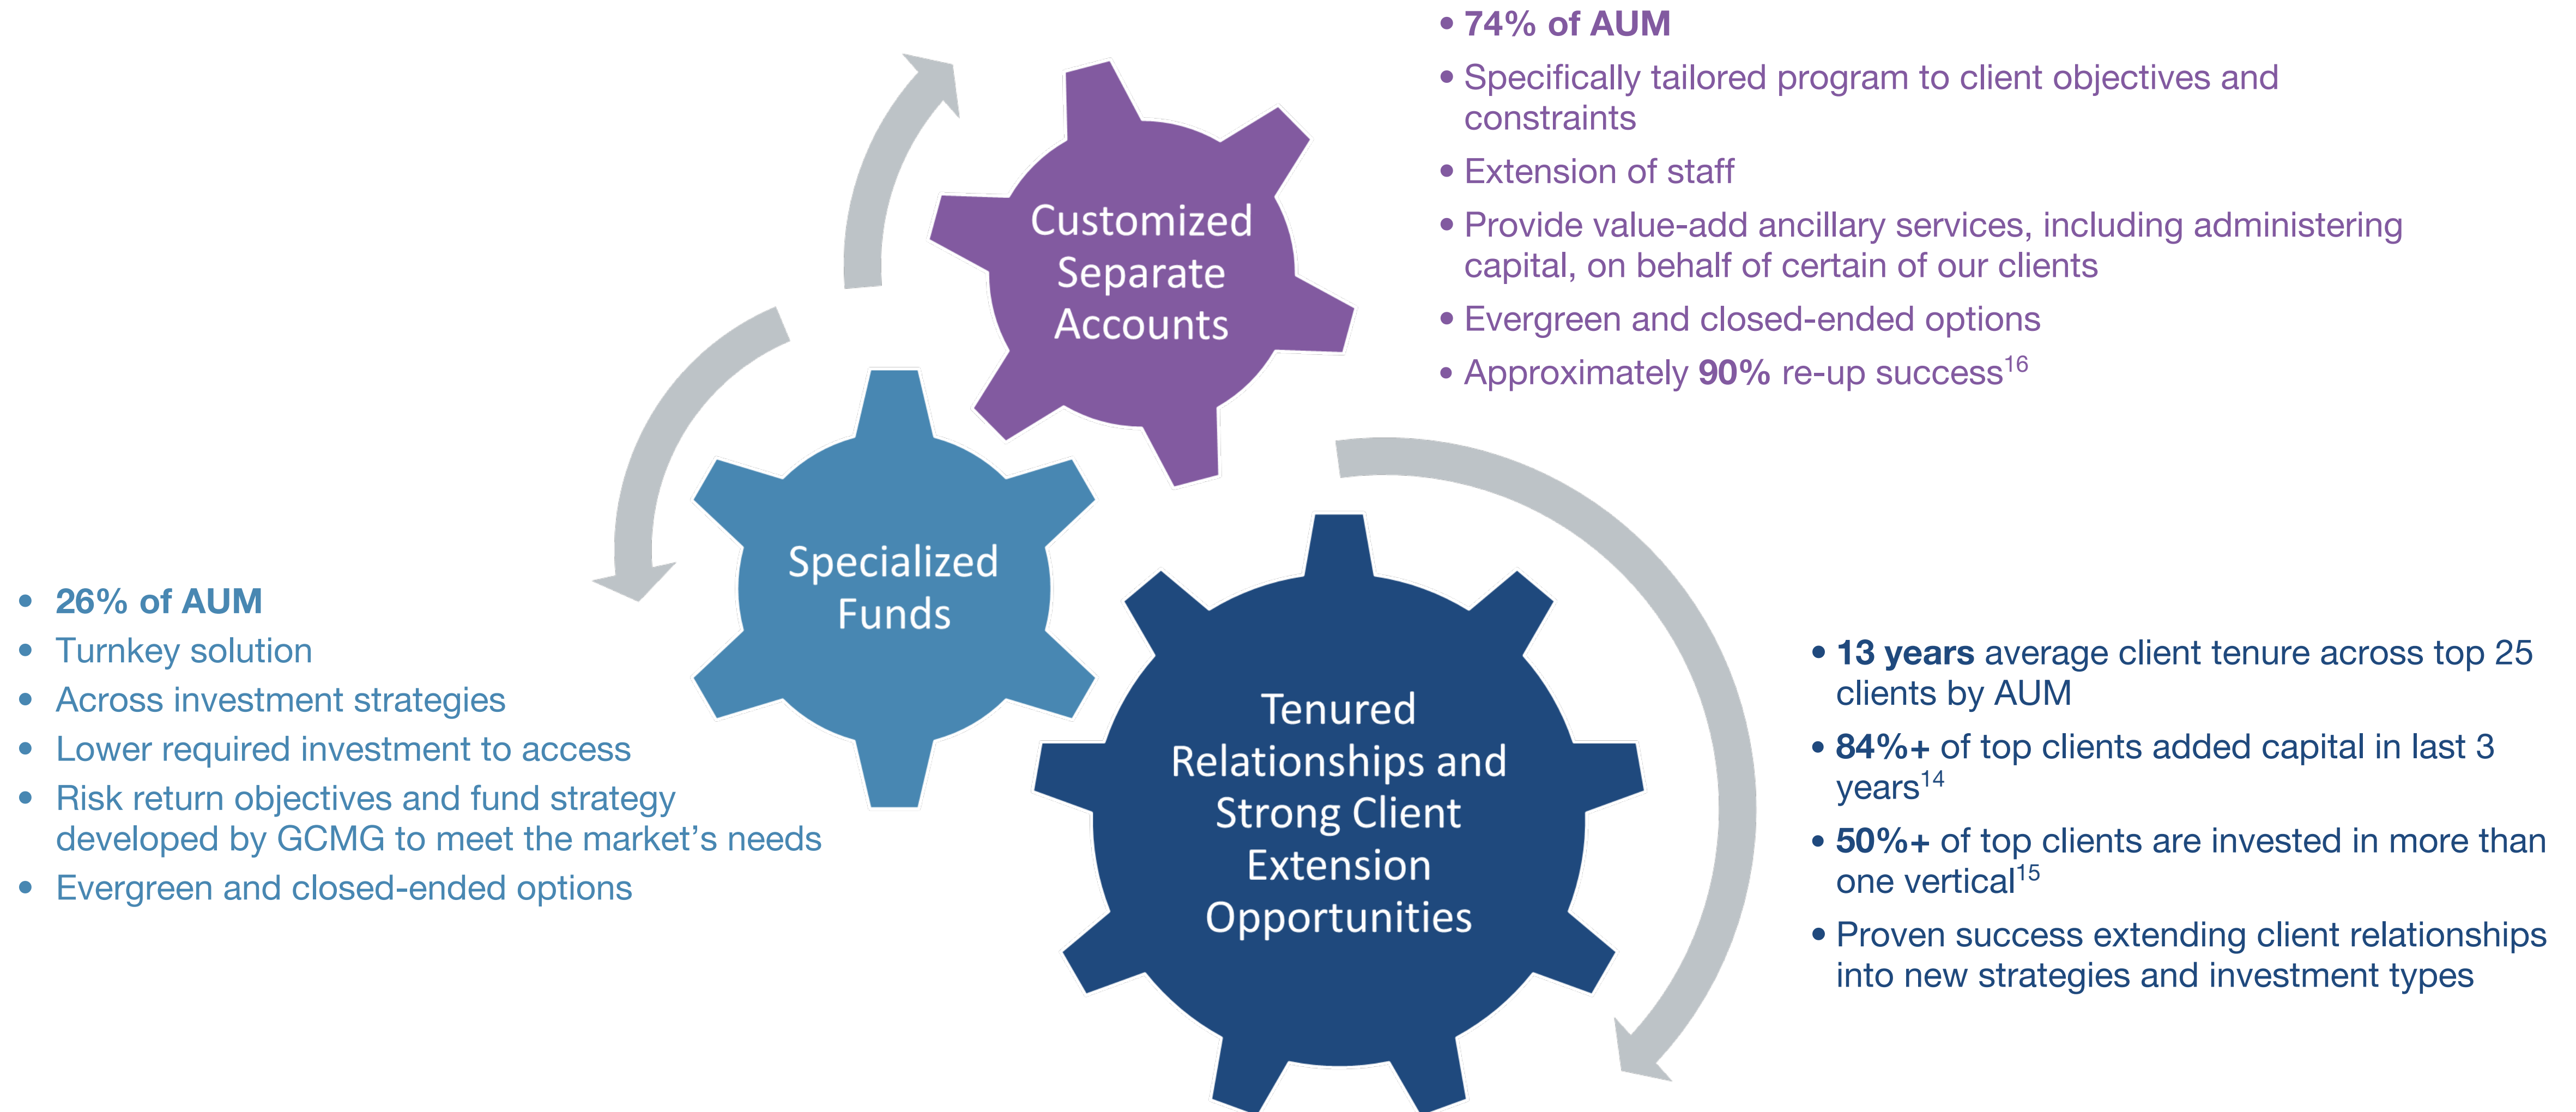 • 74% of AUM
• Specifically tailored program to client objectives and
constraints
• Extension of staff
• Provide value-add ancillary services, including administering
capital, on behalf of certain of our clients
• Evergreen and closed-ended options
• Approximately 90% re-up success16
Customized
Separate
Accounts
Specialized
Funds
• 26% of AUM
• Turnkey solution
• Across investment strategies
• Lower required investment to access
• Risk return objectives and fund strategy
developed by GCMG to meet the market’s needs
• Evergreen and closed-ended options
Tenured
Relationships and
Strong Client
Extension
Opportunities
• 13 years average client tenure across top 25
clients by AUM
• 84%+ of top clients added capital in last 3
years14
• 50%+ of top clients are invested in more than
one vertical15
• Proven success extending client relationships
into new strategies and investment types